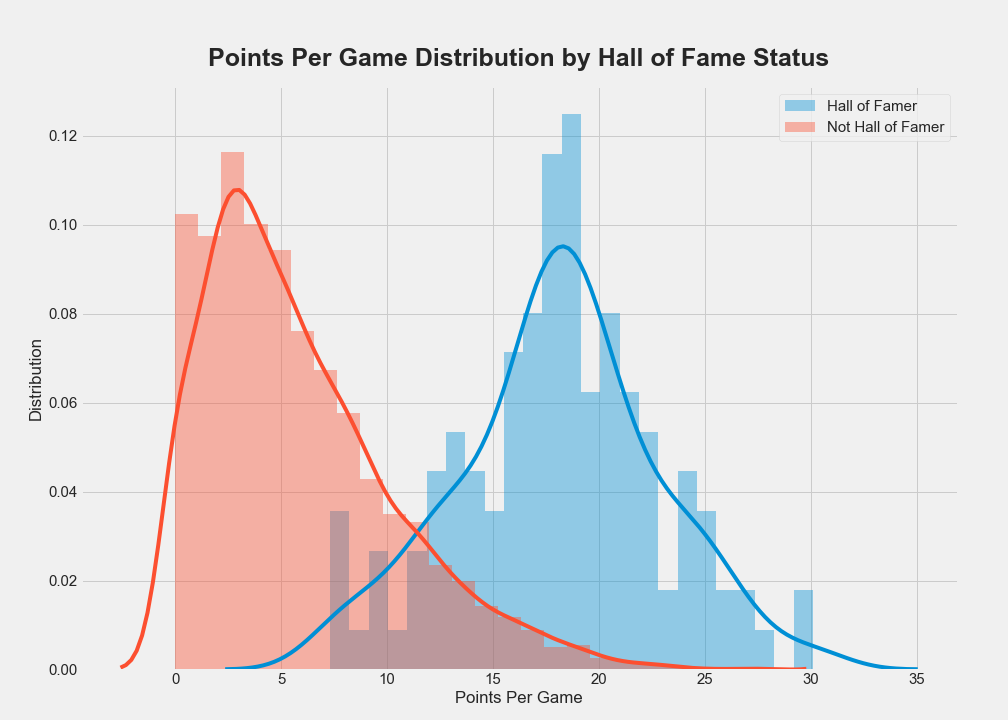 Points Per Game Distribution by Hall of Fame Status
Hall of Famer
Not Hall of Famer
0.12
0.10
0.08
0.06
0.04
0.02
0.00
Distribution
0 5 10 15 20 25 30 35
Points Per Game